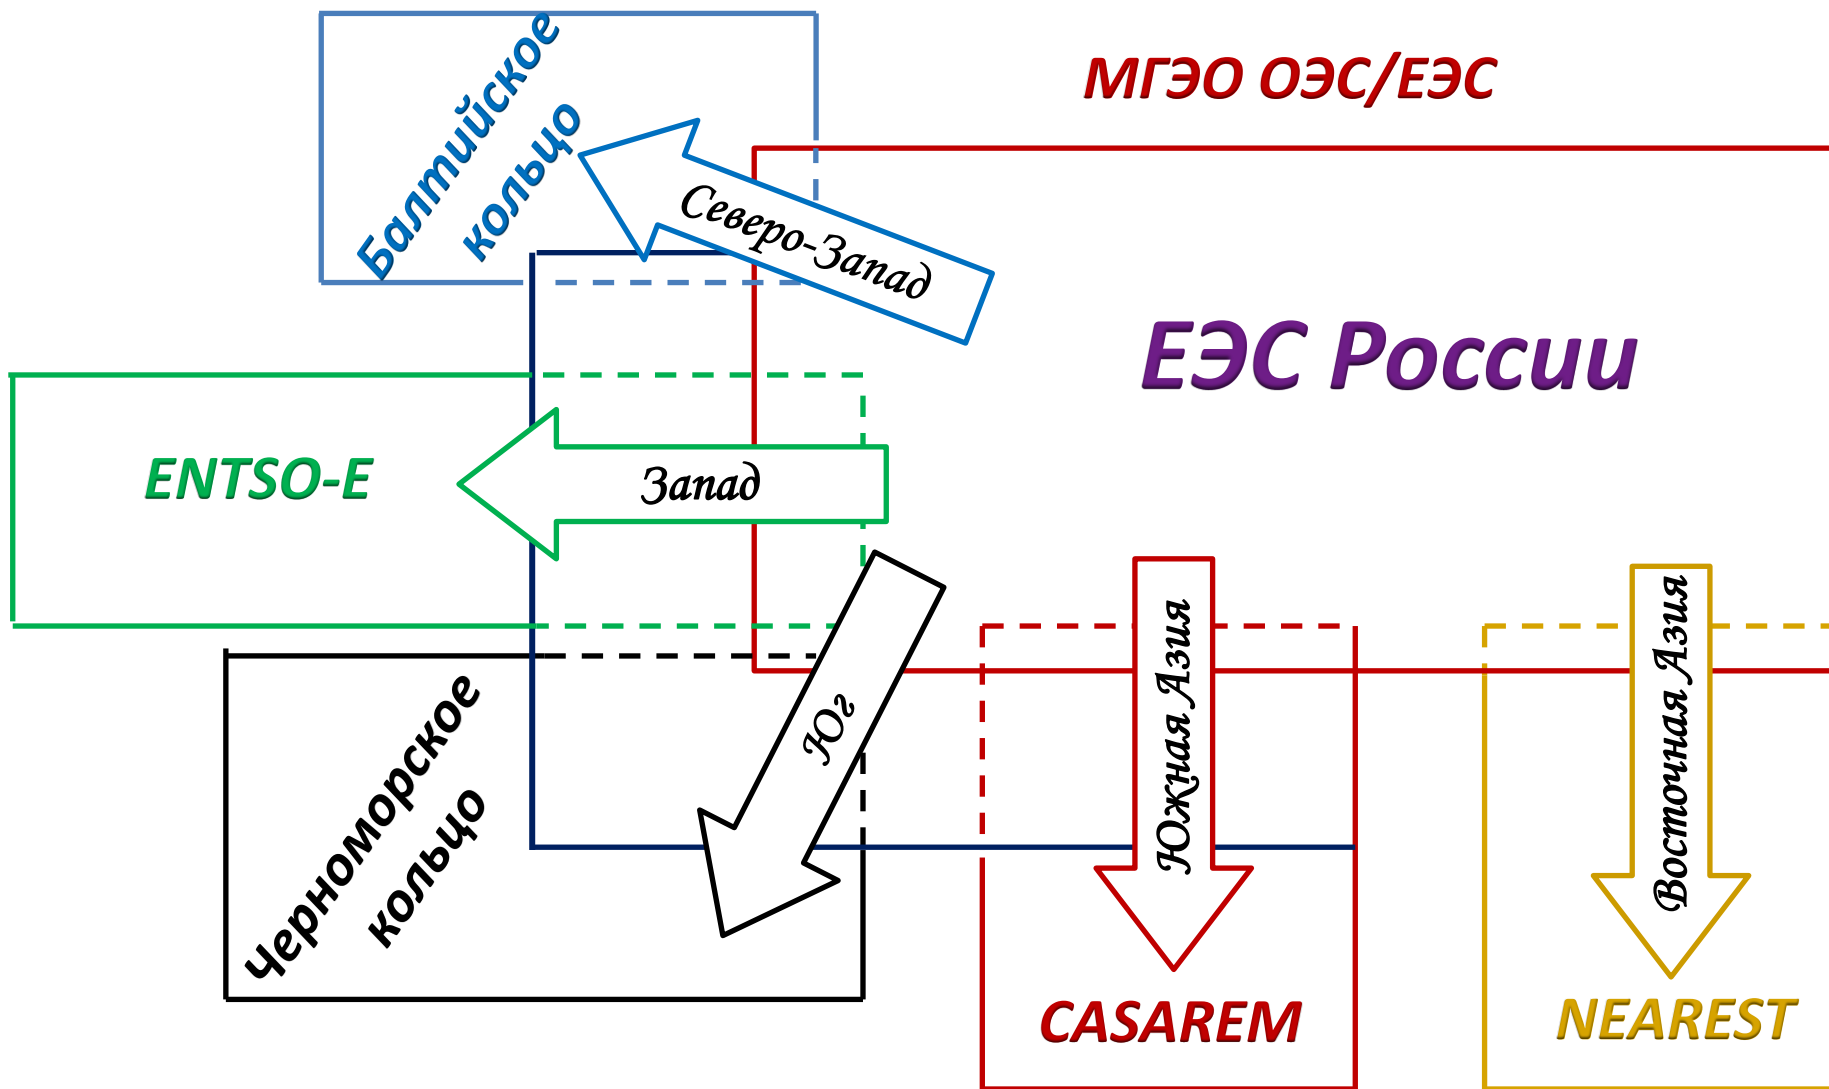 Балтийское
кольцо
МГЭО ОЭС/ЕЭС
Северо-Запад
ЕЭС России
ENTSO-E
Запад
Юг
Южная Азия
Восточная Азия
Черноморское
кольцо
CASAREM
NEAREST